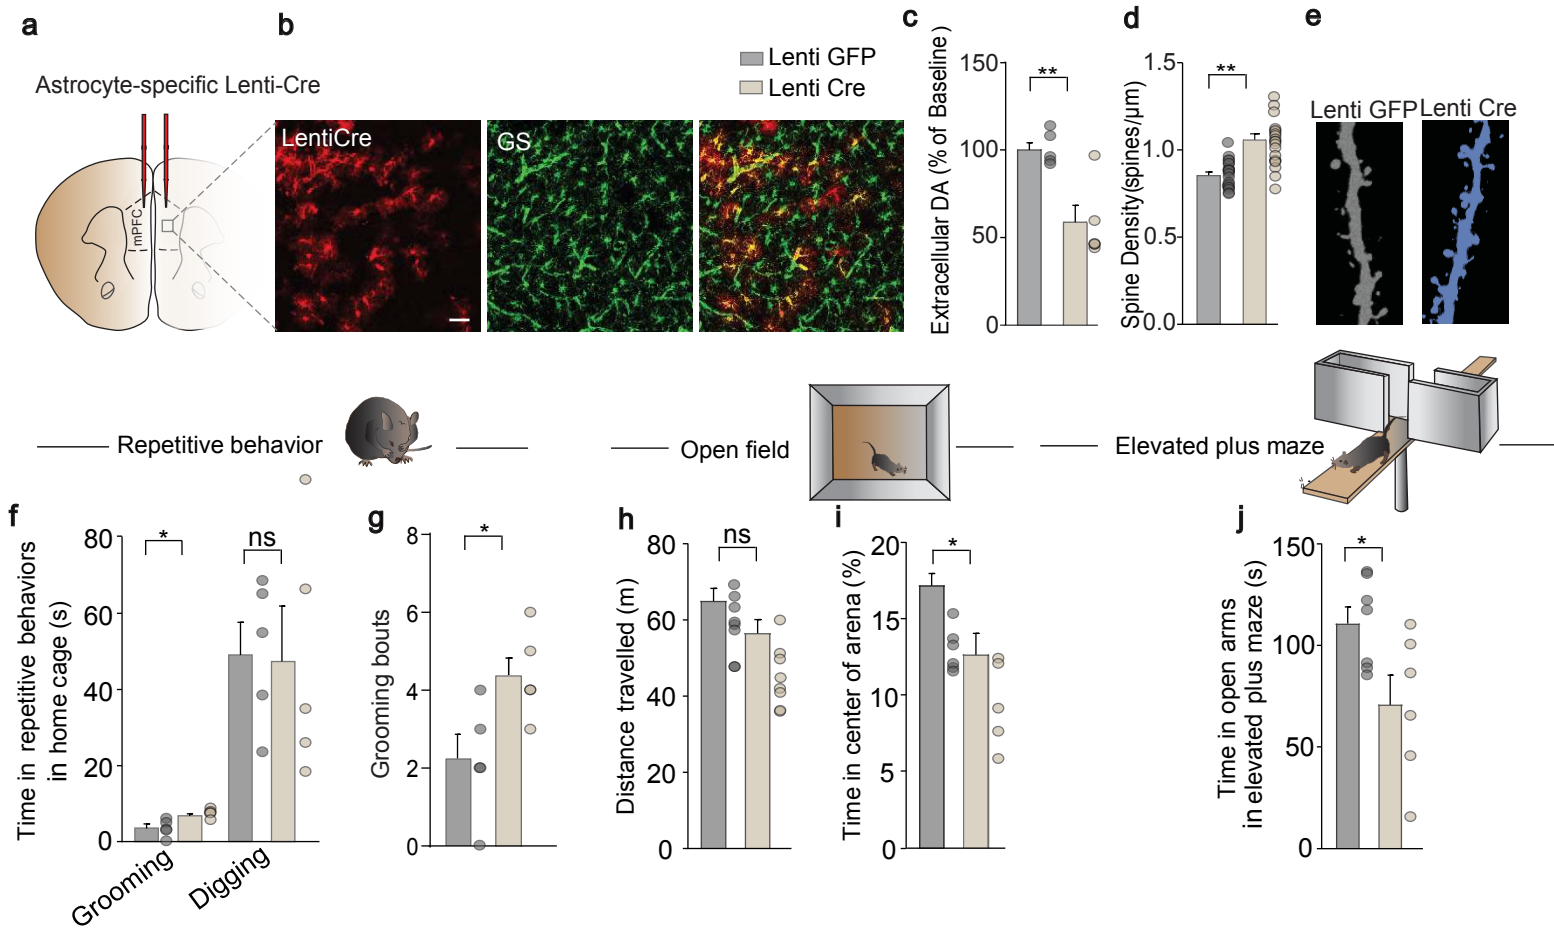 a
b
c
d
e
Astrocyte-specific Lenti-Cre
mPFC
Lenti GFP
Lenti Cre
LentiCre
GS
Extracellular DA (% of Baseline)
150
100
50
0
**
Spine Density(spines/μm)
1.5
1.0
0.5
0.0
**
Lenti GFP Lenti Cre
Repetitive behavior
Open field
Elevated plus maze
f
Time in repetitive behaviors
in home cage (s)
80
60
40
20
0
*
ns
Grooming
Digging
g
Grooming bouts
8
6
4
2
0
*
h
Distance travelled (m)
80
60
40
20
0
ns
i
Time in center of arena (%)
20
15
10
5
0
*
j
Time in open arms
in elevated plus maze (s)
150
100
50
0
*